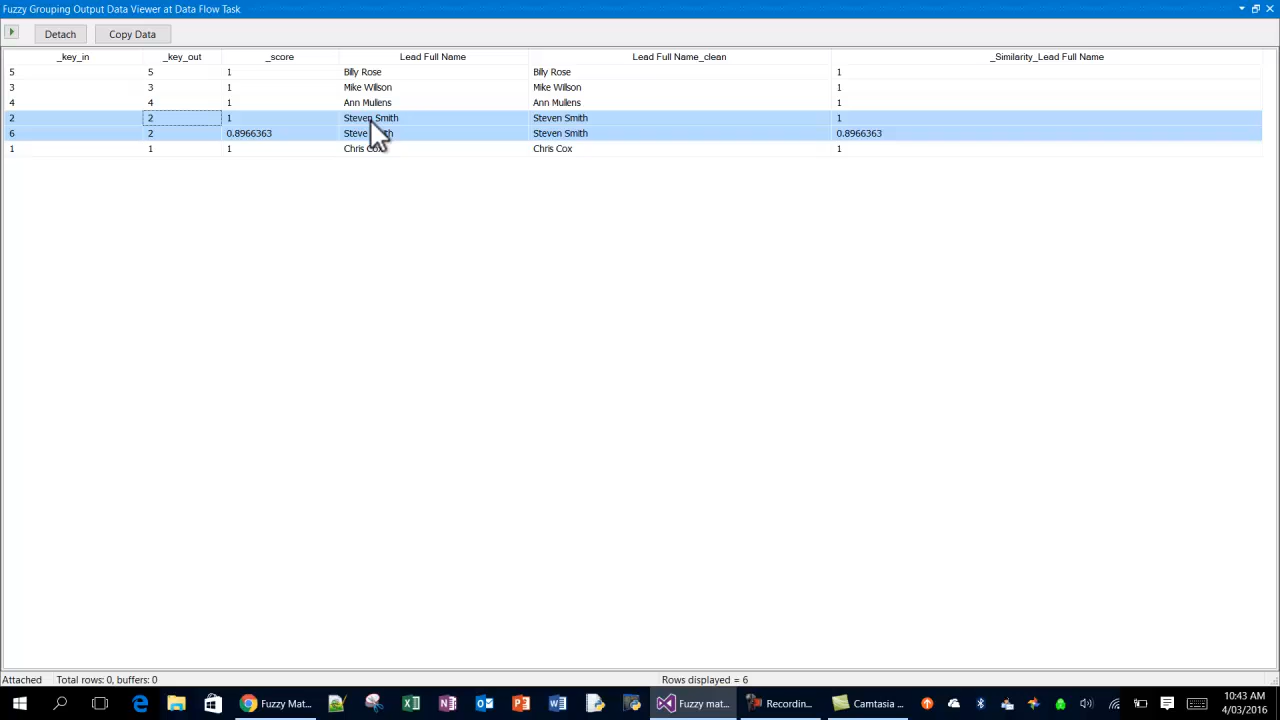 Fuzzy Grouping Output Data Viewer at Data Flow Task
Detach Copy Data
_key_in _key_out _score Lead Full Name Lead Full Name_clean _Similarity_Lead Full Name
5 5 1 Billy Rose Billy Rose 1
3 3 1 Mike Wilson Mike Wilson 1
4 4 1 Ann Mullens Ann Mullens 1
2 2 1 Steven Smith Steven Smith 1
6 2 0.8966363 Steven Smith 0.8966363
1 1 1 Chris Cox Chris Cox 1
Attached Total rows: 0, buffers: 0 Rows displayed = 6
Fuzzy Mat... Fuzzy mat... Recordin... Camtasia ... 10:43 AM
4/03/2016